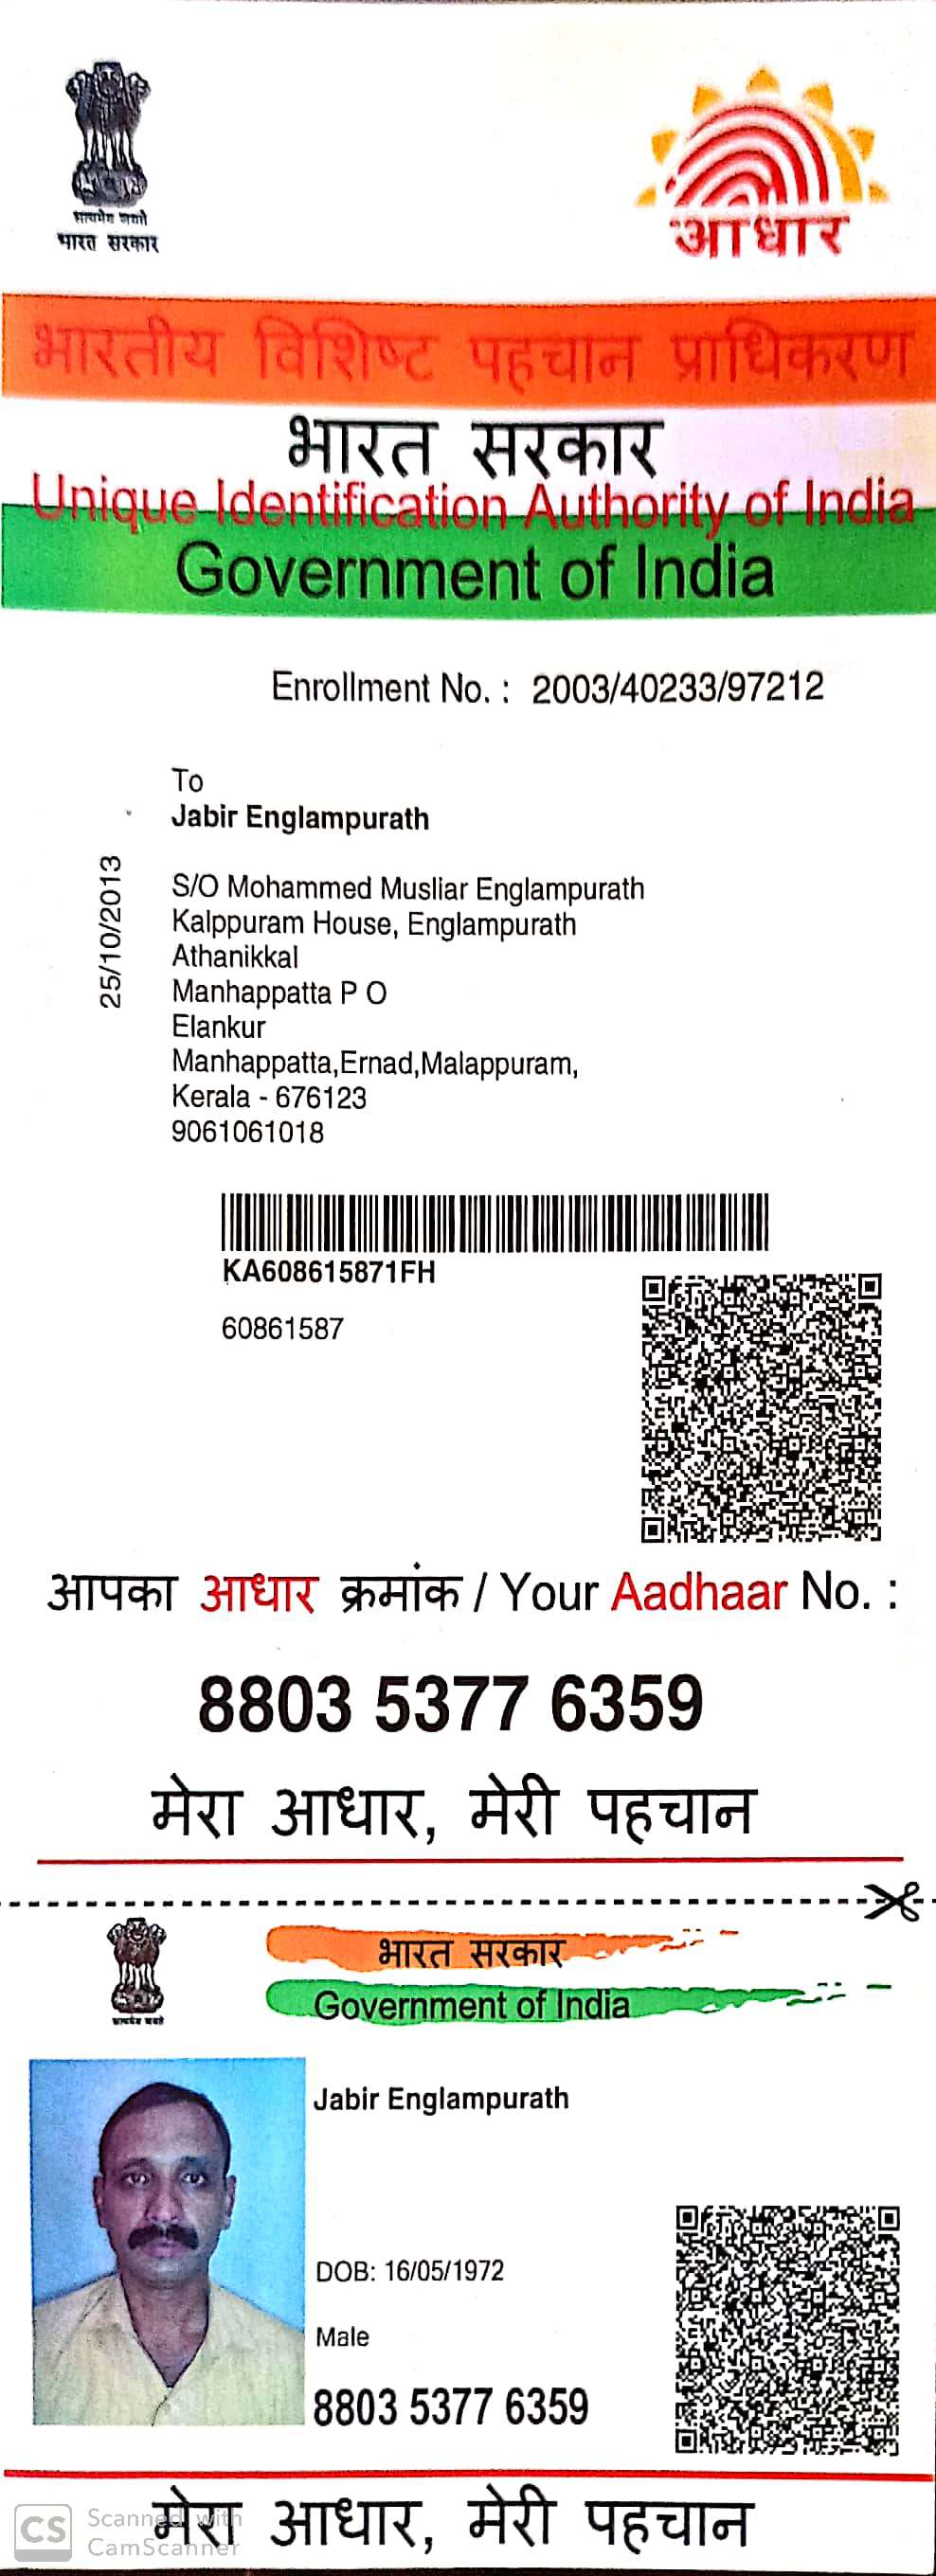 सत्यमेव जयते
भारत सरकार
आधार
भारतीय विशिष्ट पहचान प्राधिकरण
भारत सरकार
Unique Identification Authority of India
Government of India
Enrollment No. : 2003/40233/97212
To
Jabir Englampurath
25/10/2013
S/O Mohammed Musliar Englampurath
Kalppuram House, Englampurath
Athanikkal
Manhappatta P O
Elankur
Manhappatta,Ernad,Malappuram,
Kerala - 676123
9061061018
KA608615871FH
60861587
आपका आधार क्रमांक / Your Aadhaar No. :
8803 5377 6359
मेरा आधार, मेरी पहचान
भारत सरकार
Government of India
सत्यमेव जयते
Jabir Englampurath
DOB: 16/05/1972
Male
8803 5377 6359
मेरा आधार, मेरी पहचान
CS Scanned with
CamScanner